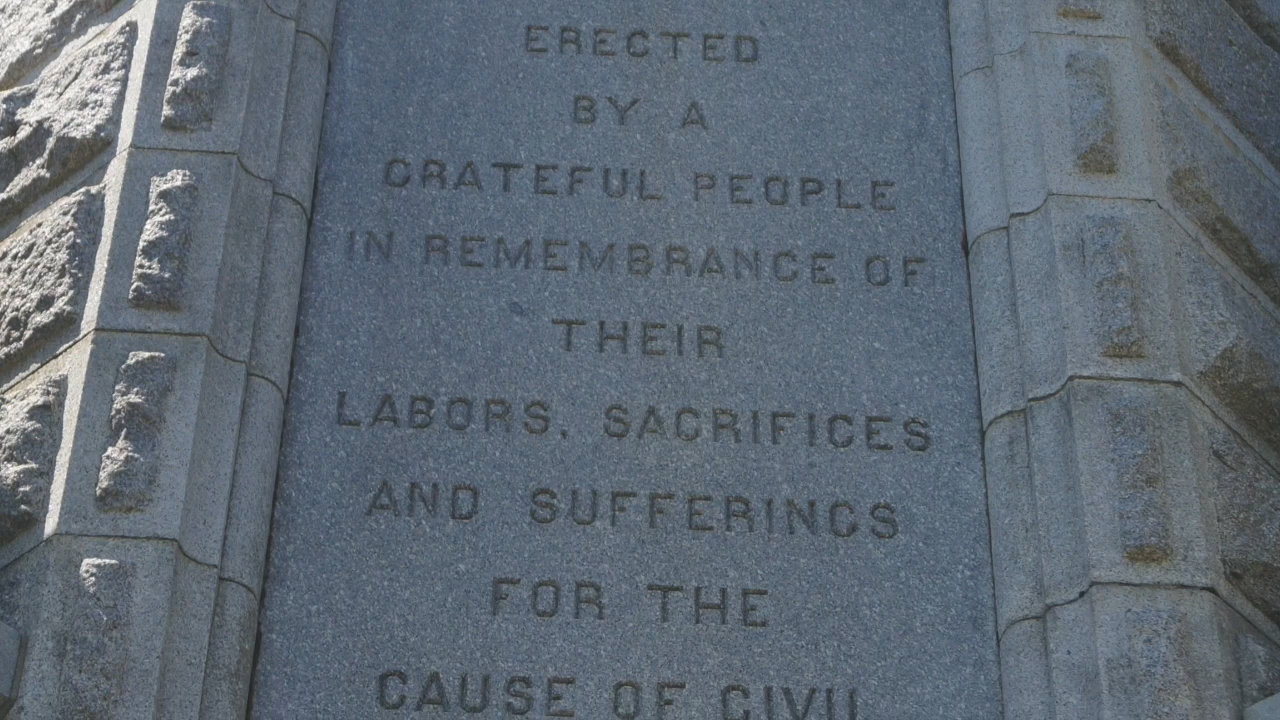 ERECTED
BY A
GRATEFUL PEOPLE
IN REMEMBRANCE OF
THEIR
LABORS, SACRIFICES
AND SUFFERINGS
FOR THE
CAUSE OF